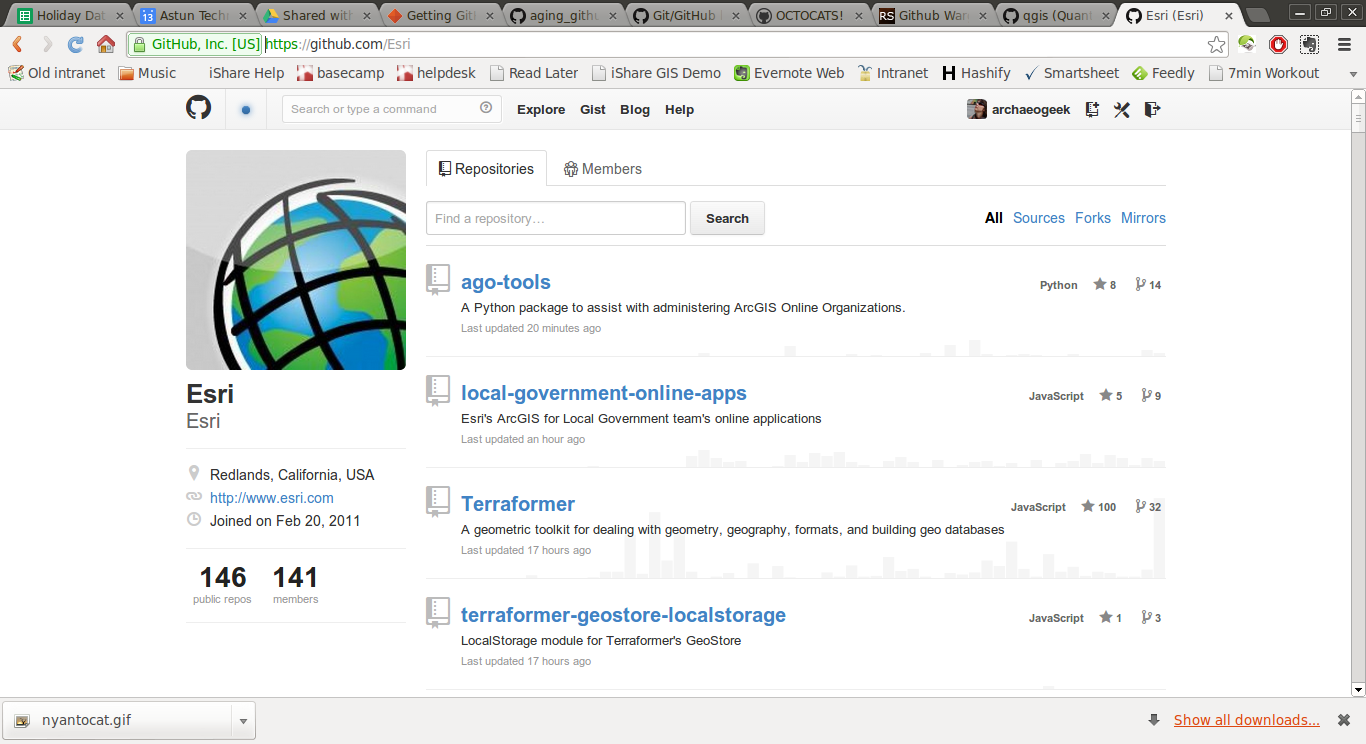 Holiday Dat
13 Astun Techn
Shared with
Getting Git
aging_githu
Git/GitHub
OCTOCATS!
RS Github War
qgis (Quan
Esri (Esri)
GitHub, Inc. [US] https://github.com/Esri
Old intranet Music iShare Help basecamp helpdesk Read Later iShare GIS Demo Evernote Web Intranet H Hashify Smartsheet Feedly 7min Workout
Search or type a command Explore Gist Blog Help archaeogeek
Repositories Members
Find a repository… Search All Sources Forks Mirrors
Esri
Esri
Redlands, California, USA
http://www.esri.com
Joined on Feb 20, 2011
146 141
public repos members
ago-tools Python 8 14
A Python package to assist with administering ArcGIS Online Organizations.
Last updated 20 minutes ago
local-government-online-apps JavaScript 5 9
Esri's ArcGIS for Local Government team's online applications
Last updated an hour ago
Terraformer JavaScript 100 32
A geometric toolkit for dealing with geometry, geography, formats, and building geo databases
Last updated 17 hours ago
terraformer-geostore-localstorage JavaScript 1 3
LocalStorage module for Terraformer's GeoStore
Last updated 17 hours ago
nyantocat.gif Show all downloads...